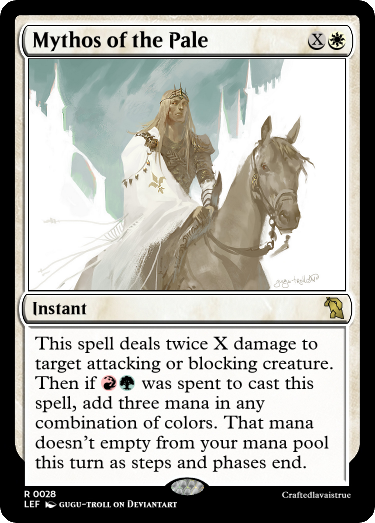 Mythos of the Pale X
Instant
This spell deals twice X damage to
target attacking or blocking creature.
Then if was spent to cast this
spell, add three mana in any
combination of colors. That mana
doesn't empty from your mana pool
this turn as steps and phases end.
R 0028
LEF GUGU-TROLL ON DEVIANTART
Craftedlavaistrue